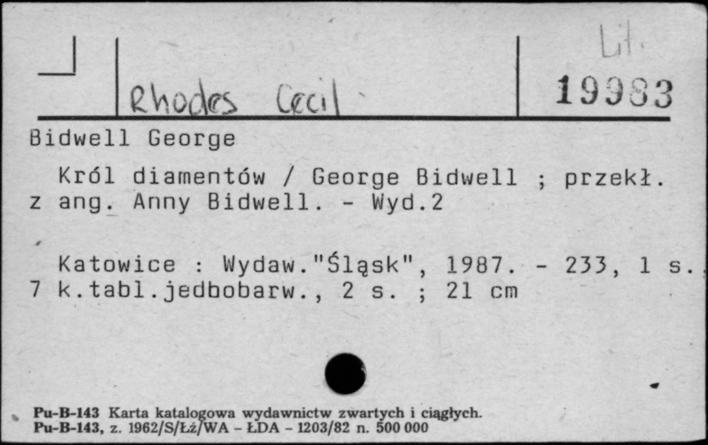 Lit.
Rhodes Cecil
19983
Bidwell George
Król diamentów / George Bidwell ; przekł.
z ang. Anny Bidwell. - Wyd.2
Katowice : Wydaw."Śląsk", 1987. - 233, 1 s.,
7 k.tabl.jedbobarw., 2 s. ; 21 cm
Pu-B-143 Karta katalogowa wydawnictw zwartych i ciągłych.
Pu-B-143, z. 1962/S/Łź/WA - ŁDA - 1203/82 n. 500 000